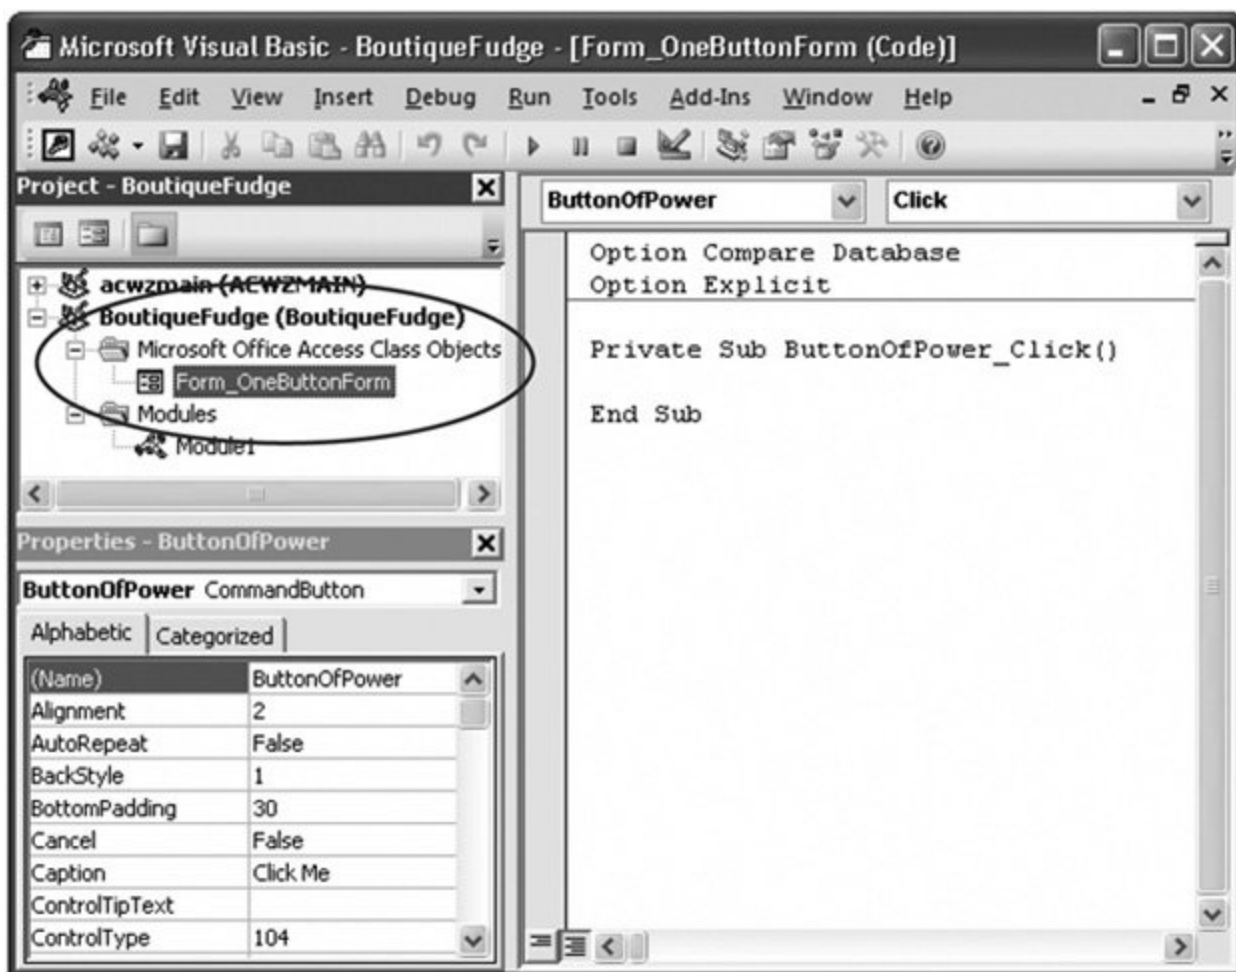 Microsoft Visual Basic - BoutiqueFudge - [Form_OneButtonForm (Code)]
File Edit View Insert Debug Run Tools Add-Ins Window Help
Project - BoutiqueFudge
acwzmain (ACWZMAIN)
BoutiqueFudge (BoutiqueFudge)
Microsoft Office Access Class Objects
Form_OneButtonForm
Modules
Module1
Properties - ButtonOfPower
ButtonOfPower CommandButton
Alphabetic Categorized
(Name) ButtonOfPower
Alignment 2
AutoRepeat False
BackStyle 1
BottomPadding 30
Cancel False
Caption Click Me
ControlTipText
ControlType 104
ButtonOfPower Click
Option Compare Database
Option Explicit
Private Sub ButtonOfPower_Click()
End Sub